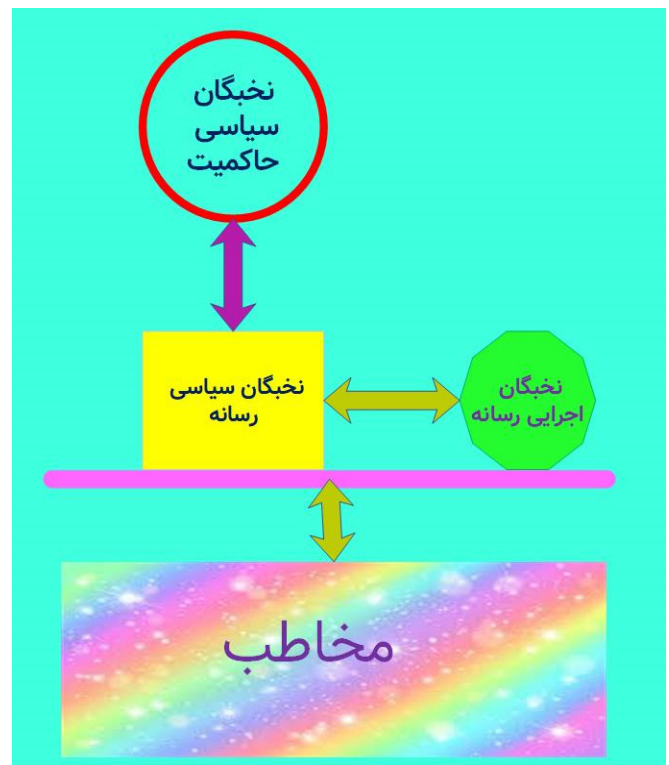 نخبگان
سیاسی
حاکمیت
نخبگان سیاسی
رسانه
نخبگان
اجرایی رسانه
مخاطب